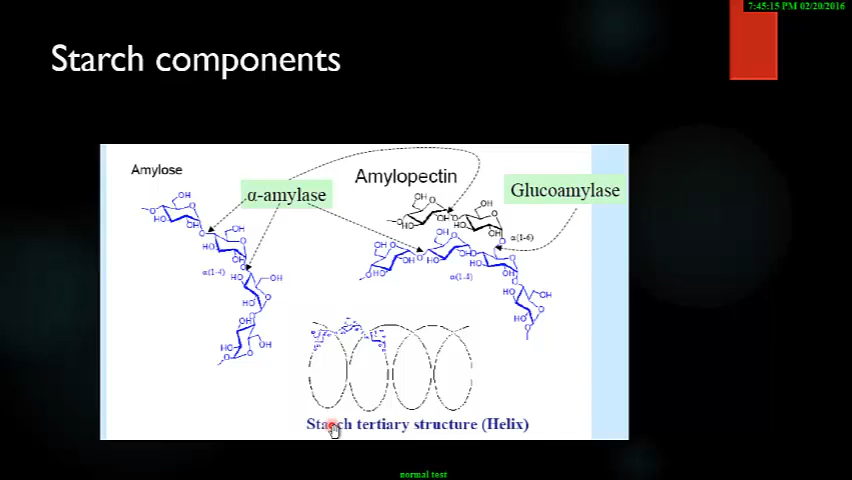 7:45:15 PM 02/20/2016
Starch components
Amylose
α-amylase
Amylopectin
Glucoamylase
α(1-6)
α(1-4)
α(1-4)
Starch tertiary structure (Helix)
normal test